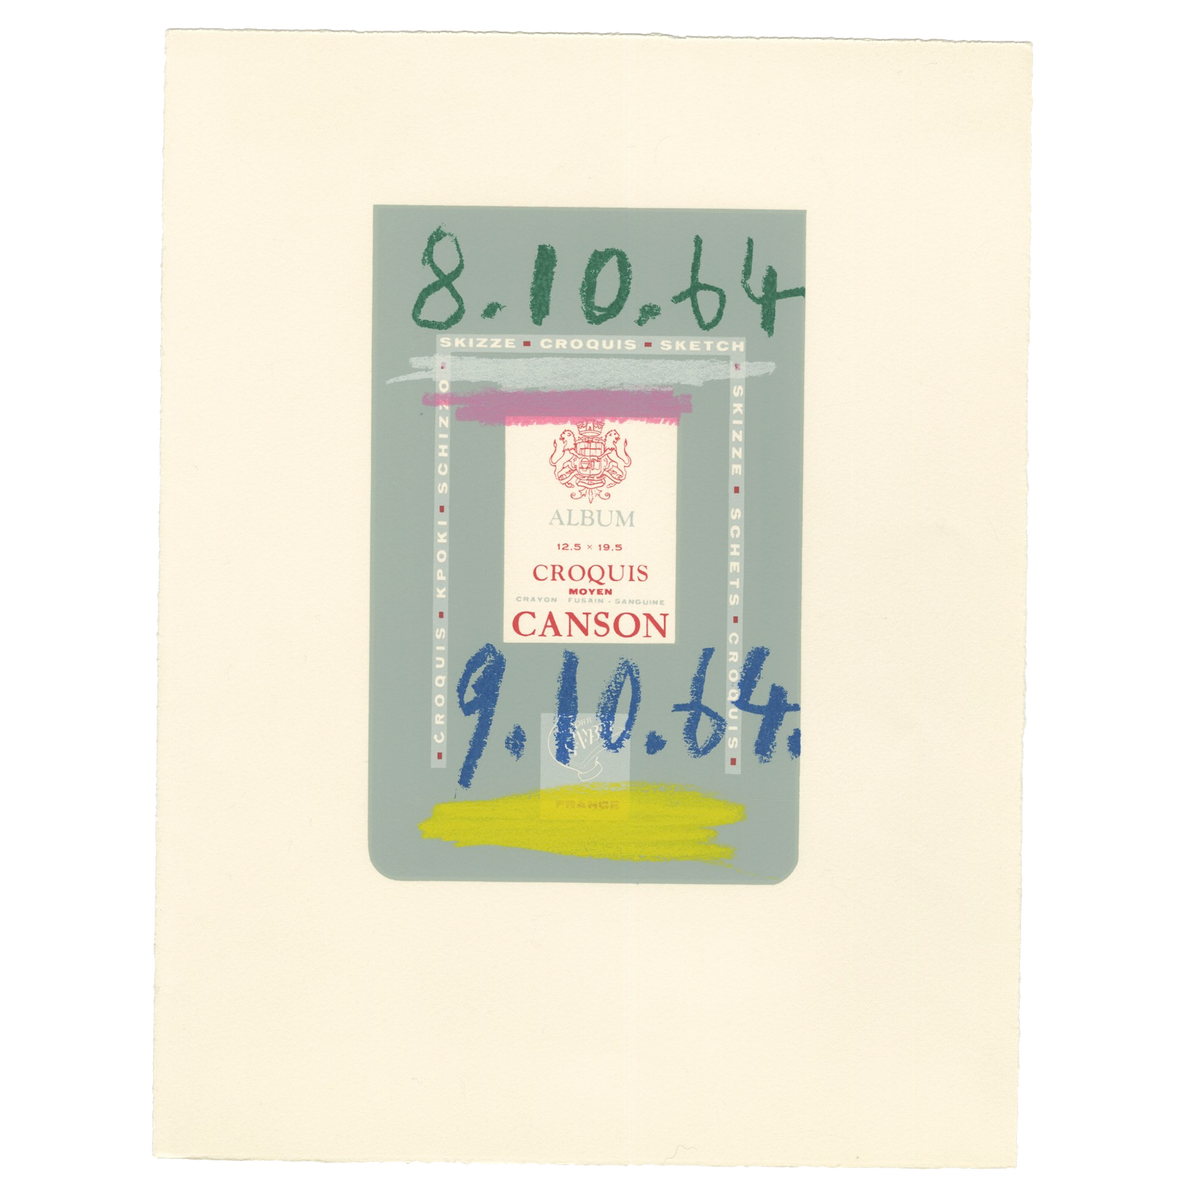 8.10.64
SKIZZE ▪ CROQUIS ▪ SKETCH
▪ CROQUIS ▪ KPOKI ▪ SCHIZZO ▪
▪ SKIZZE ▪ SCHETS ▪ CROQUIS ▪
ALBUM
12.5 × 19.5
CROQUIS
MOYEN
CRAYON FUSAIN - SANGUINE
CANSON
9.10.64.
FRANCE